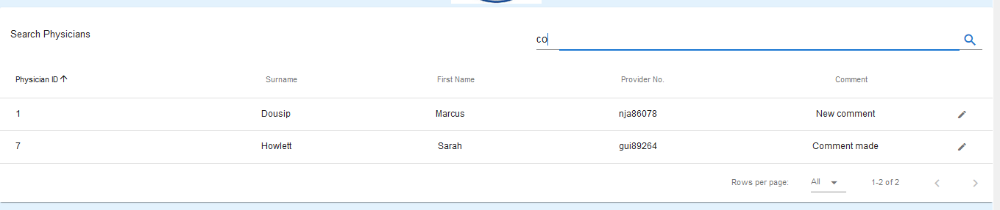 Search Physicians
co
Physician ID Surname First Name Provider No. Comment
1 Dousip Marcus nja86078 New comment
7 Howlett Sarah gui89264 Comment made
Rows per page: All 1-2 of 2